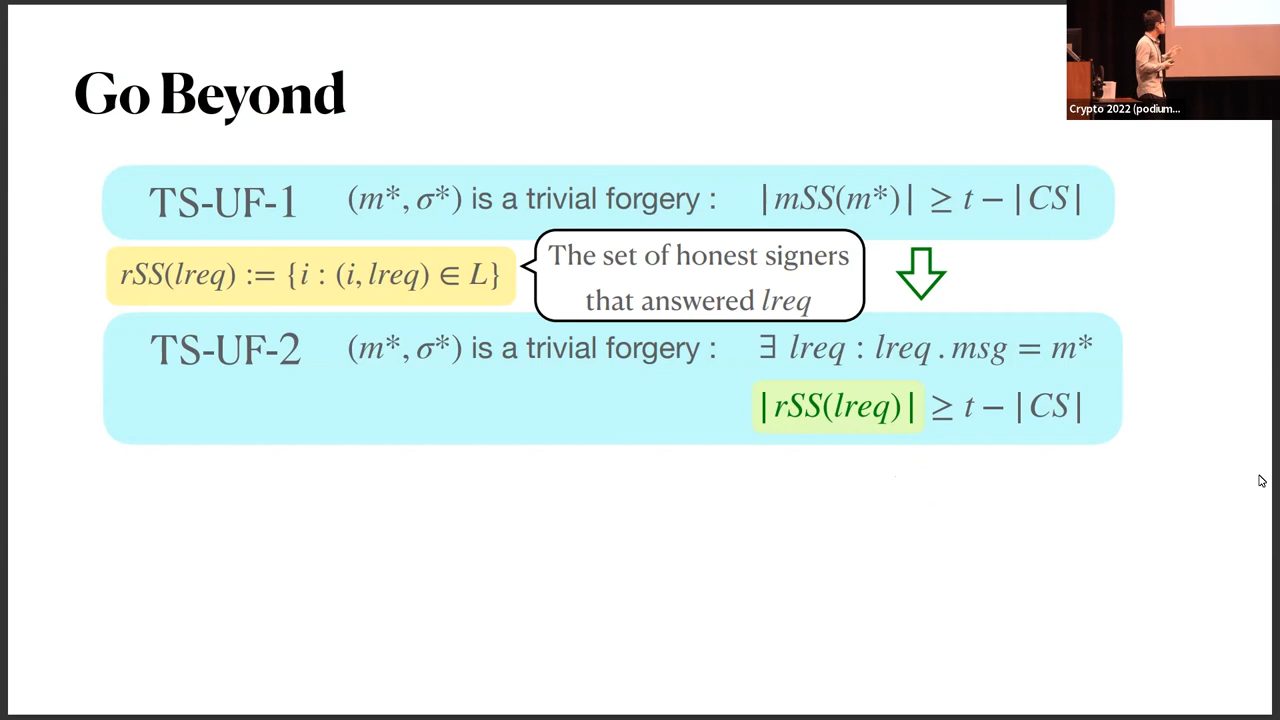 Go Beyond
Crypto 2022 (podium...
TS-UF-1 (m*, σ*) is a trivial forgery : |mSS(m*)| ≥ t − |CS|
rSS(lreq) := {i : (i, lreq) ∈ L}
The set of honest signers
that answered lreq
TS-UF-2 (m*, σ*) is a trivial forgery : ∃ lreq : lreq . msg = m*
|rSS(lreq)| ≥ t − |CS|